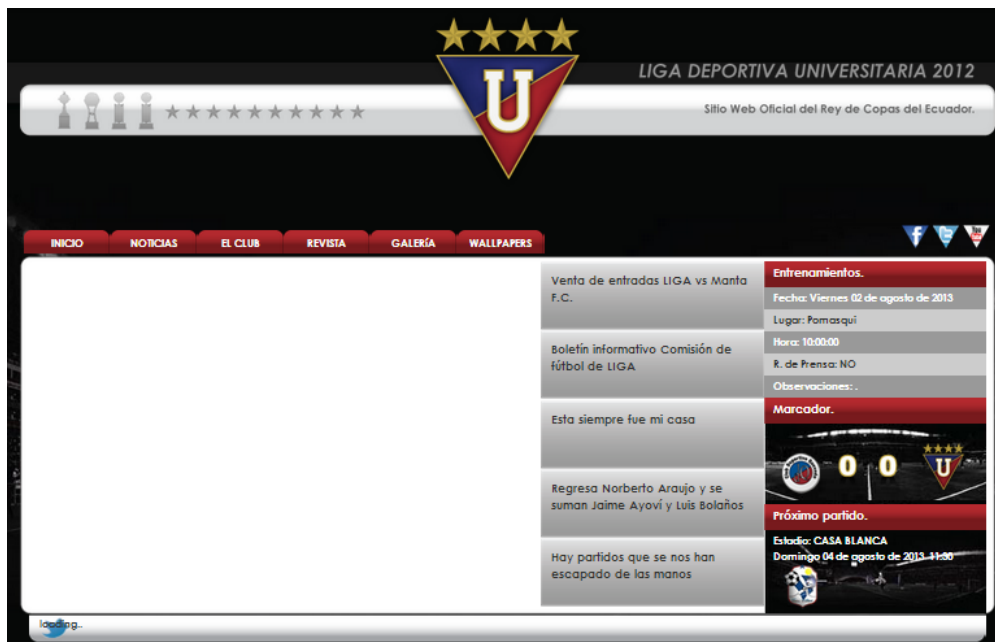 U
LIGA DEPORTIVA UNIVERSITARIA 2012
Sitio Web Oficial del Rey de Copas del Ecuador.
INICIO NOTICIAS EL CLUB REVISTA GALERÍA WALLPAPERS
Venta de entradas LIGA vs Manta
F.C.
Boletín informativo Comisión de
fútbol de LIGA
Esta siempre fue mi casa
Regresa Norberto Araujo y se
suman Jaime Ayoví y Luis Bolaños
Hay partidos que se nos han
escapado de las manos
Entrenamientos.
Fecha: Viernes 02 de agosto de 2013
Lugar: Pomasqui
Hora: 10:00:00
R. de Prensa: NO
Observaciones: .
Marcador.
0 0
U
Próximo partido.
Estadio: CASA BLANCA
Domingo 04 de agosto de 2013 11:30
loading..